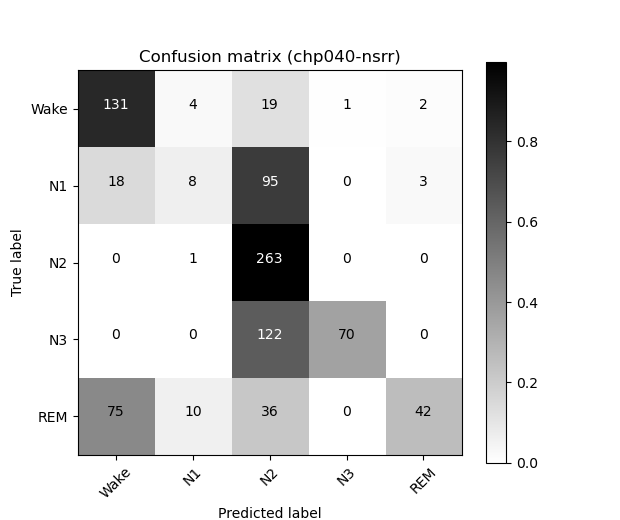 Confusion matrix (chp040-nsrr)
Wake 131 4 19 1 2
N1 18 8 95 0 3
N2 0 1 263 0 0
N3 0 0 122 70 0
REM 75 10 36 0 42
Wake N1 N2 N3 REM
Predicted label
True label
0.8
0.6
0.4
0.2
0.0